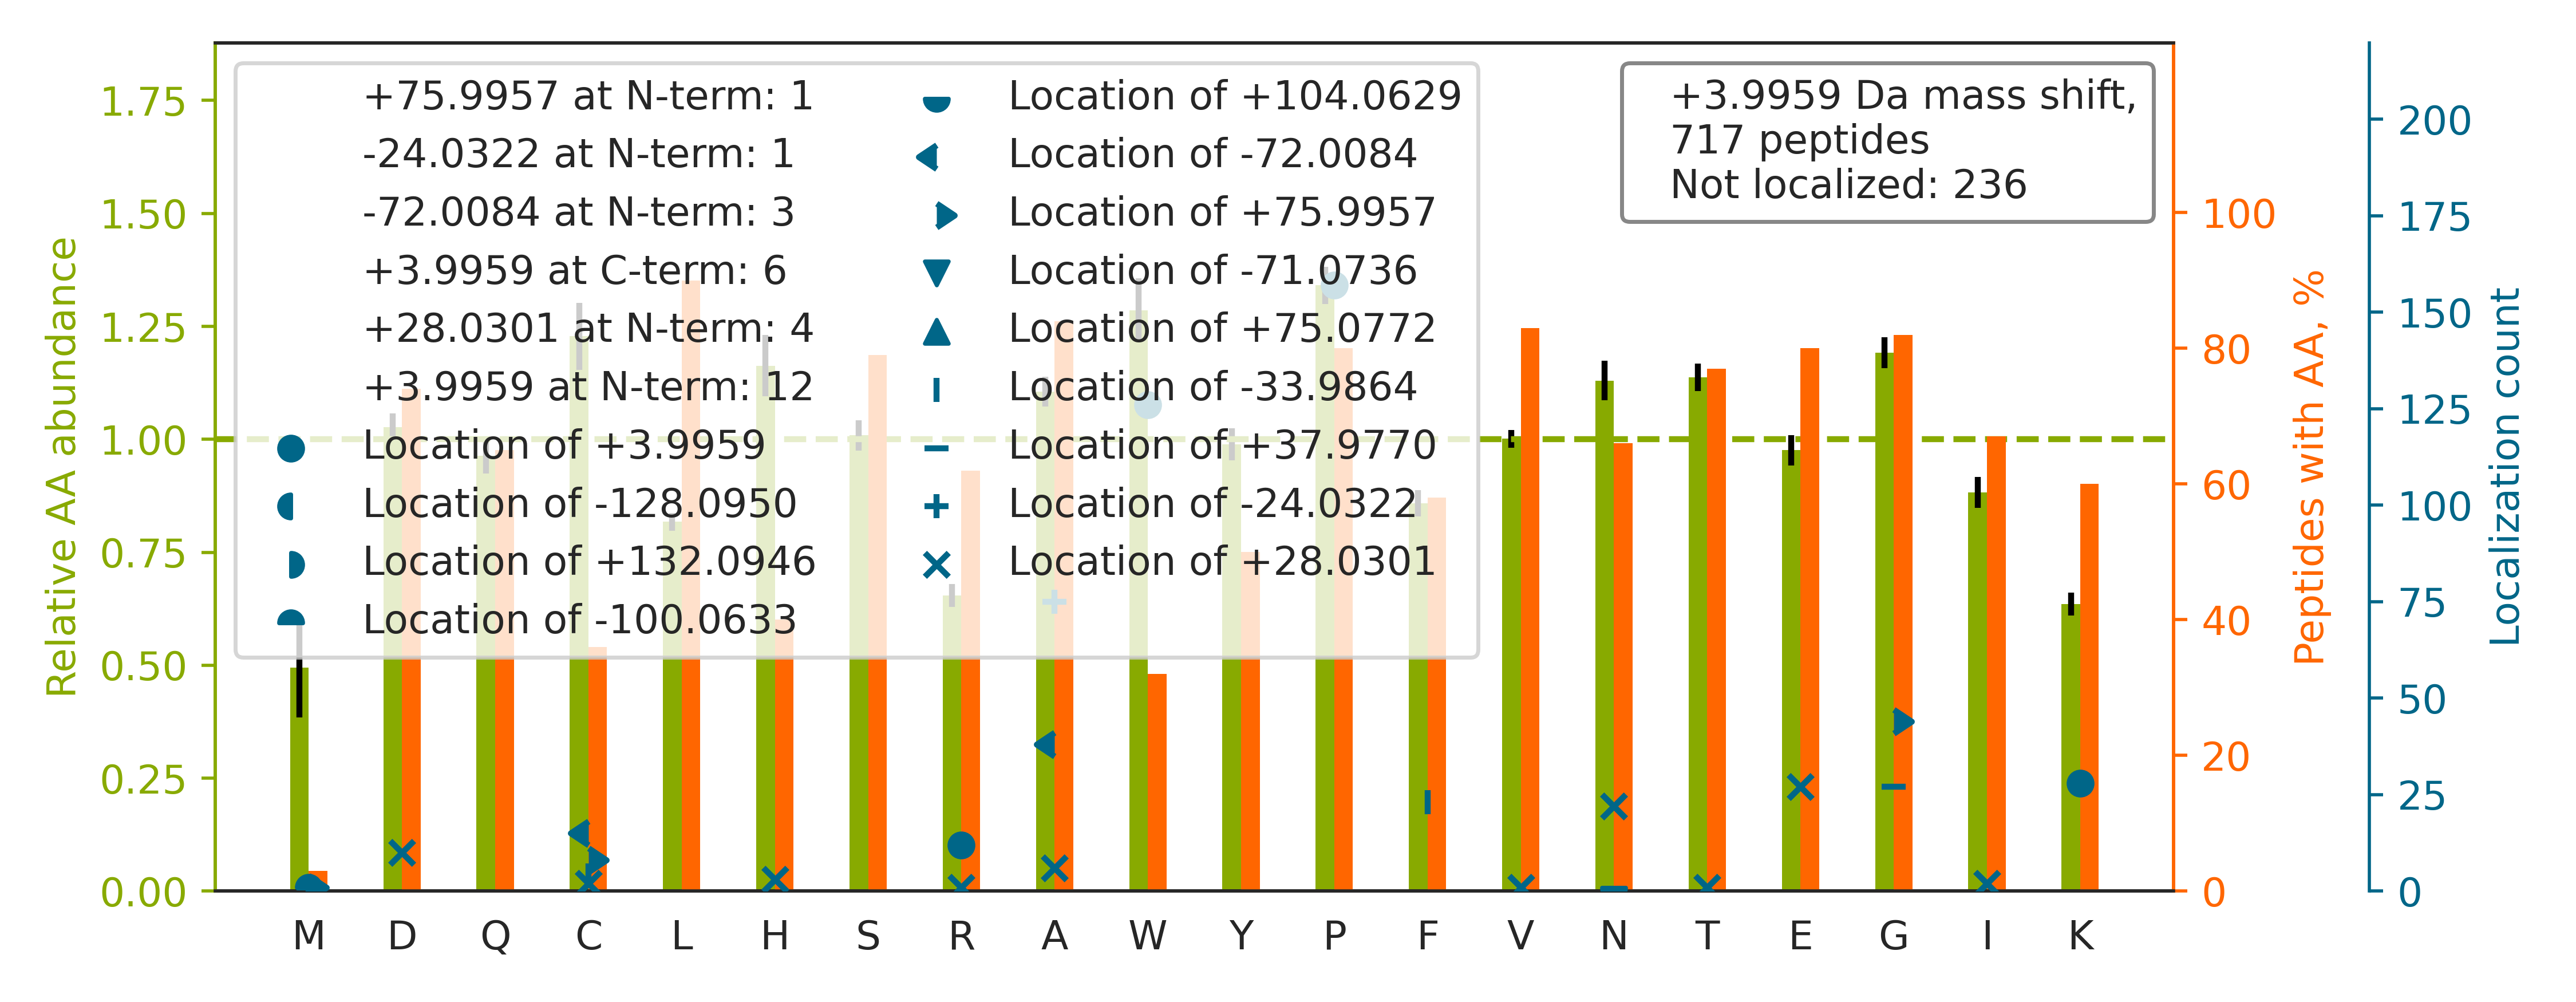 Relative AA abundance
1.75
1.50
1.25
1.00
0.75
0.50
0.25
0.00
+75.9957 at N-term: 1
-24.0322 at N-term: 1
-72.0084 at N-term: 3
+3.9959 at C-term: 6
+28.0301 at N-term: 4
+3.9959 at N-term: 12
Location of +3.9959
Location of -128.0950
Location of +132.0946
Location of -100.0633
Location of +104.0629
Location of -72.0084
Location of +75.9957
Location of -71.0736
Location of +75.0772
Location of -33.9864
Location of +37.9770
Location of -24.0322
Location of +28.0301
+3.9959 Da mass shift,
717 peptides
Not localized: 236
M D Q C L H S R A W Y P F V N T E G I K
100
80
60
40
20
0
Peptides with AA, %
200
175
150
125
100
75
50
25
0
Localization count